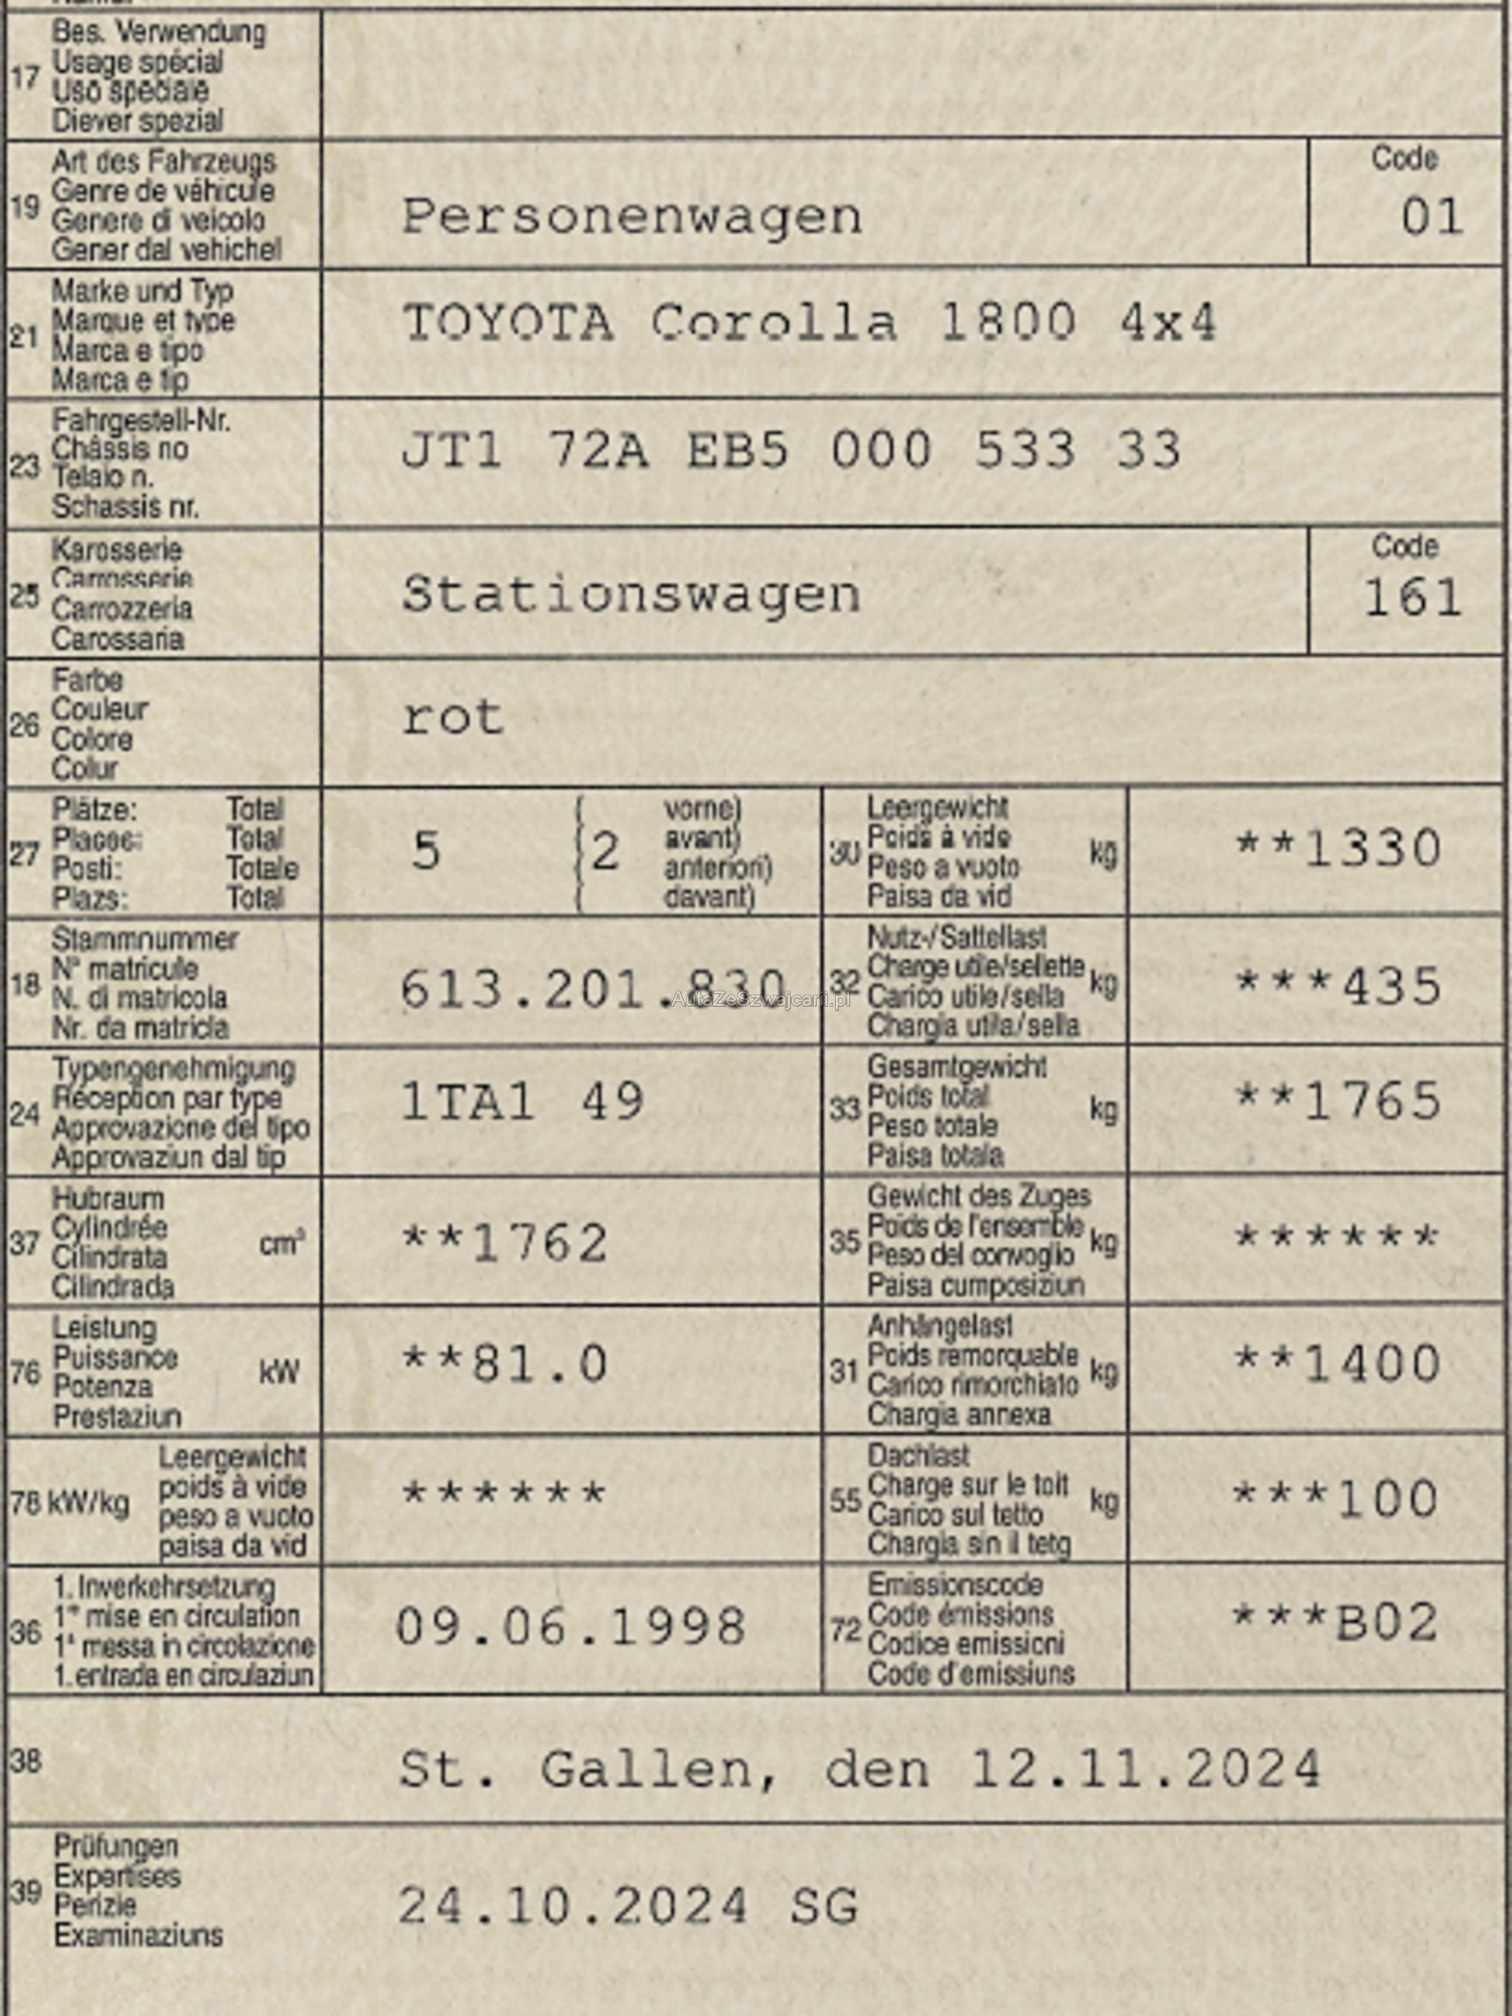 17 Bes. Verwendung
Usage spécial
Uso speciale
Diever spezial
19 Art des Fahrzeugs
Genre de véhicule
Genere di veicolo
Gener dal vehichel
Personenwagen
Code
01
21 Marke und Typ
Marque et type
Marca e tipo
Marca e tip
TOYOTA Corolla 1800 4x4
23 Fahrgestell-Nr.
Châssis no
Telaio n.
Schassis nr.
JT1 72A EB5 000 533 33
25 Karosserie
Carrosserie
Carrozzeria
Carossaria
Stationswagen
Code
161
26 Farbe
Couleur
Colore
Colur
rot
27 Plätze: Total
Places: Total
Posti: Totale
Plazs: Total
5 ( 2 vorne)
avant)
anteriori)
davant)
30 Leergewicht
Poids à vide
Peso a vuoto
Paisa da vid
kg
**1330
18 Stammnummer
N° matricule
N. di matricola
Nr. da matricla
613.201.830
AutaZeSzwajcarii.pl
32 Nutz-/Sattellast
Charge utile/sellette
Carico utile/sella
Chargia utila/sella
kg
***435
24 Typengenehmigung
Réception par type
Approvazione del tipo
Approvaziun dal tip
1TA1 49
33 Gesamtgewicht
Poids total
Peso totale
Paisa totala
kg
**1765
37 Hubraum
Cylindrée
Cilindrata
Cilindrada
cm³
**1762
35 Gewicht des Zuges
Poids de l'ensemble
Peso del convoglio
Paisa cumposiziun
kg
******
76 Leistung
Puissance
Potenza
Prestaziun
kW
**81.0
31 Anhängelast
Poids remorquable
Carico rimorchiato
Chargia annexa
kg
**1400
78 kW/kg Leergewicht
poids à vide
peso a vuoto
paisa da vid
******
55 Dachlast
Charge sur le toit
Carico sul tetto
Chargia sin il tetg
kg
***100
36 1. Inverkehrsetzung
1re mise en circulation
1a messa in circolazione
1. entrada en circulaziun
09.06.1998
72 Emissionscode
Code émissions
Codice emissioni
Code d'emissiuns
***B02
38 St. Gallen, den 12.11.2024
39 Prüfungen
Expertises
Perizie
Examinaziuns
24.10.2024 SG